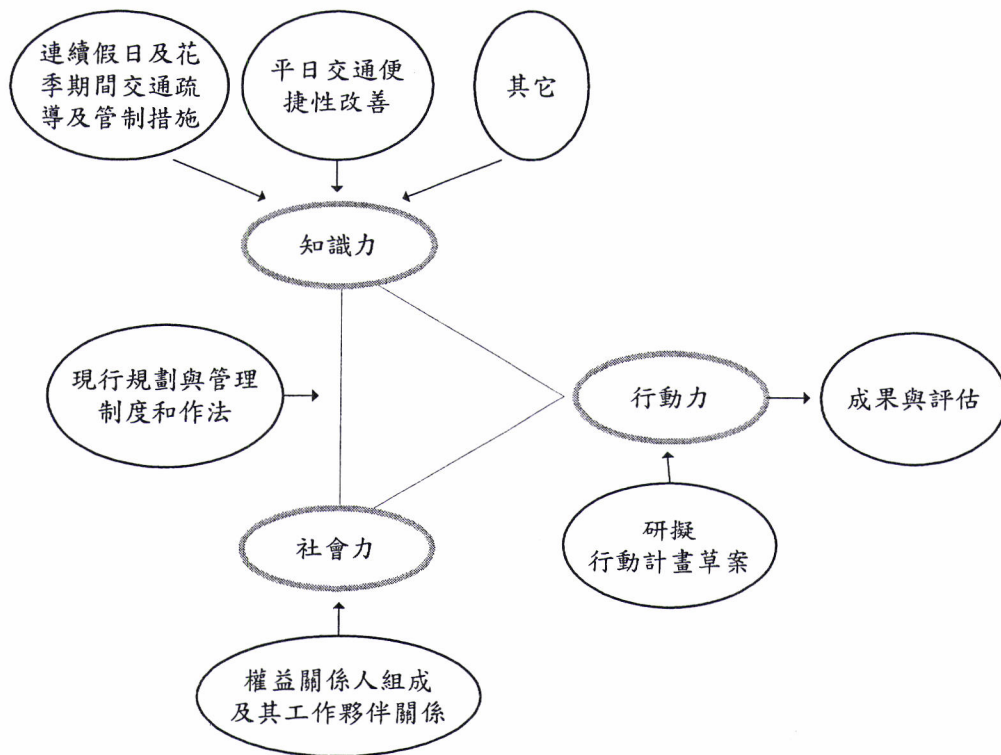 連續假日及花
季期間交通疏
導及管制措施
平日交通便
捷性改善
其它
知識力
現行規劃與管理
制度和作法
行動力
成果與評估
社會力
研擬
行動計畫草案
權益關係人組成
及其工作夥伴關係